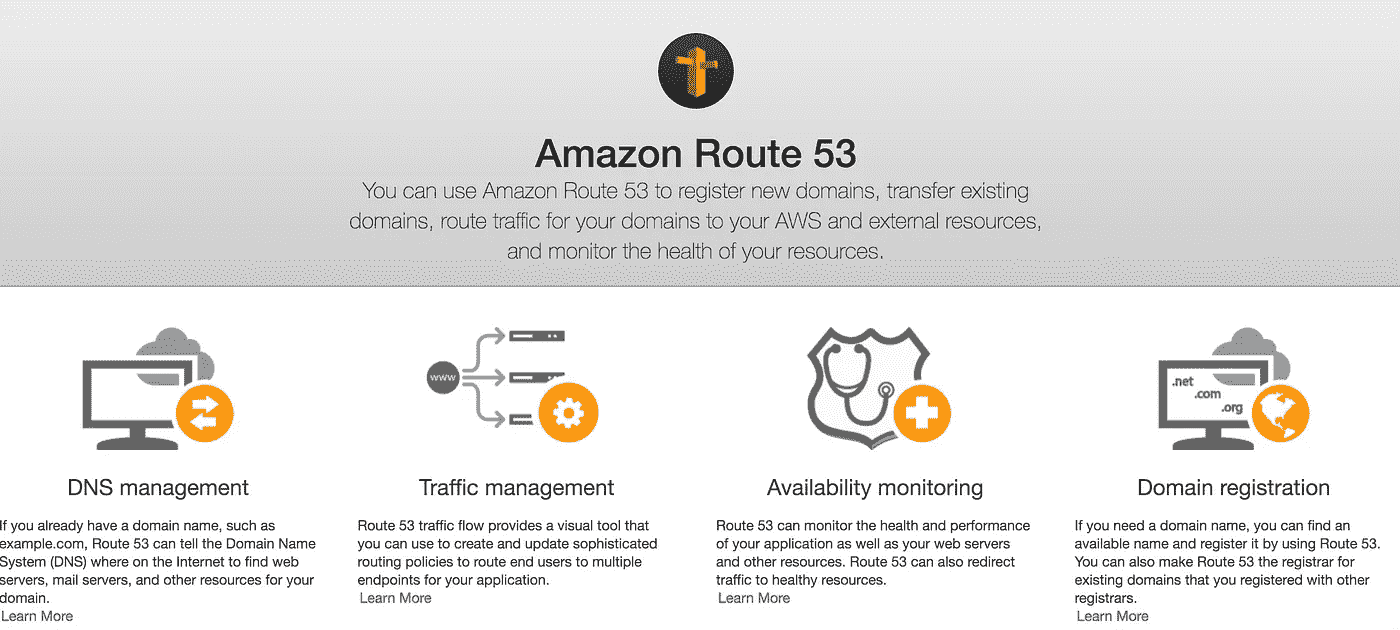 Amazon Route 53
You can use Amazon Route 53 to register new domains, transfer existing
domains, route traffic for your domains to your AWS and external resources,
and monitor the health of your resources.
www
.net
.com
.org
DNS management
If you already have a domain name, such as
example.com, Route 53 can tell the Domain Name
System (DNS) where on the Internet to find web
servers, mail servers, and other resources for your
domain.
Learn More
Traffic management
Route 53 traffic flow provides a visual tool that
you can use to create and update sophisticated
routing policies to route end users to multiple
endpoints for your application.
Learn More
Availability monitoring
Route 53 can monitor the health and performance
of your application as well as your web servers
and other resources. Route 53 can also redirect
traffic to healthy resources.
Learn More
Domain registration
If you need a domain name, you can find an
available name and register it by using Route 53.
You can also make Route 53 the registrar for
existing domains that you registered with other
registrars.
Learn More